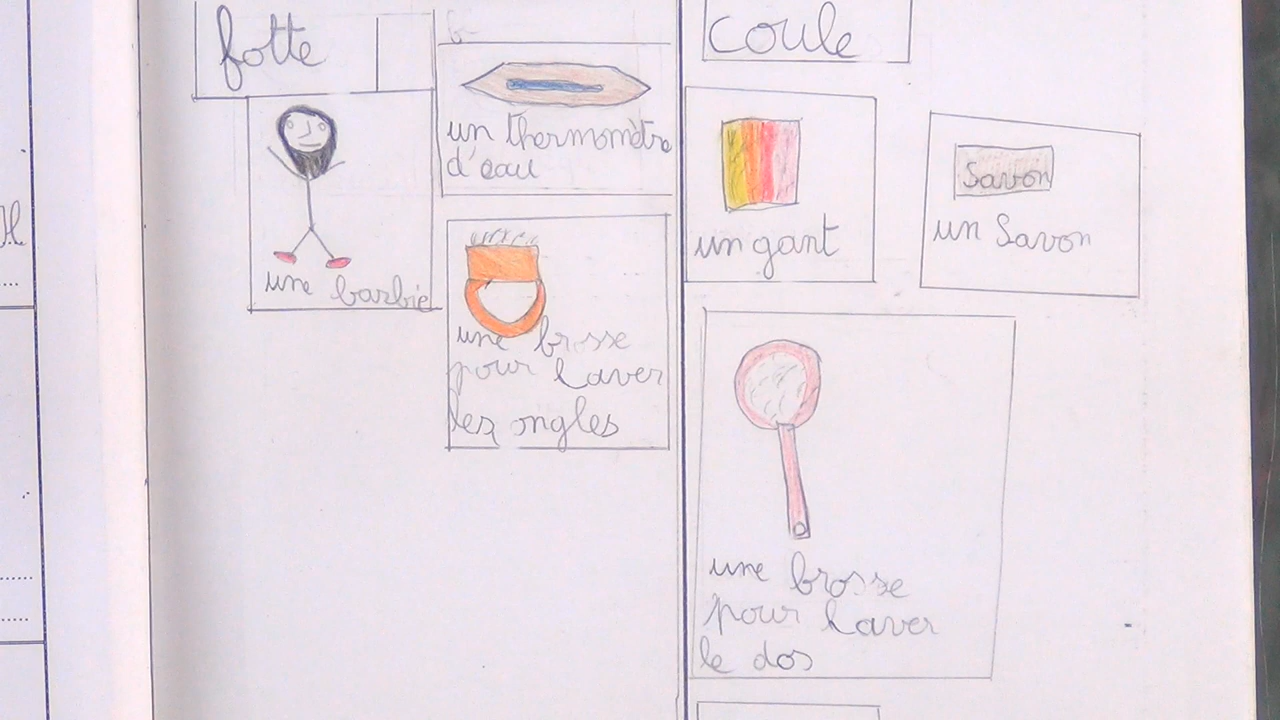 fotte
une barbie
un thermomètre
d'eau
une brosse
pour laver
les ongles
coule
un gant
Savon
un Savon
une brosse
pour laver
le dos